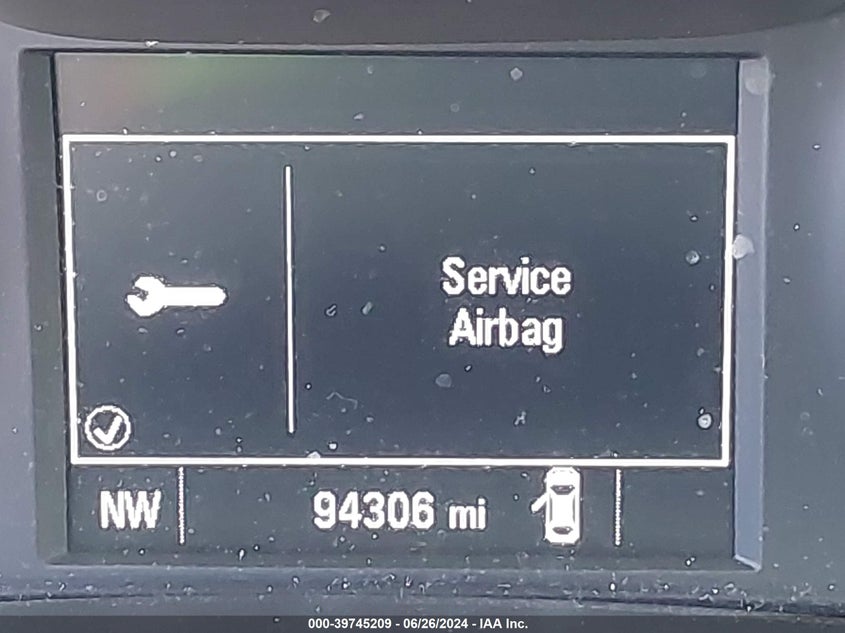 Service
Airbag
NW 94306 mi
000-39745209 - 06/26/2024 - IAA Inc.